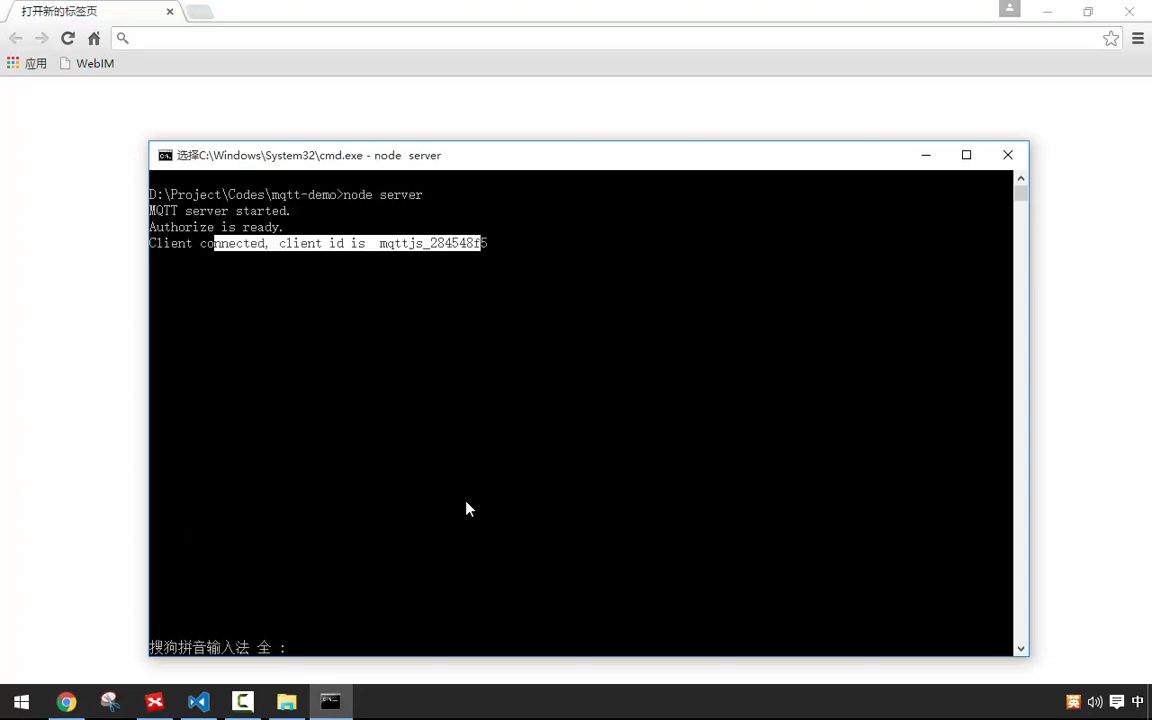 打开新的标签页
应用 WebIM
选择C:\Windows\System32\cmd.exe - node server
D:\Project\Codes\mqtt-demo>node server
MQTT server started.
Authorize is ready.
Client connected, client id is mqttjs_284548f5
搜狗拼音输入法 全 :
英 中